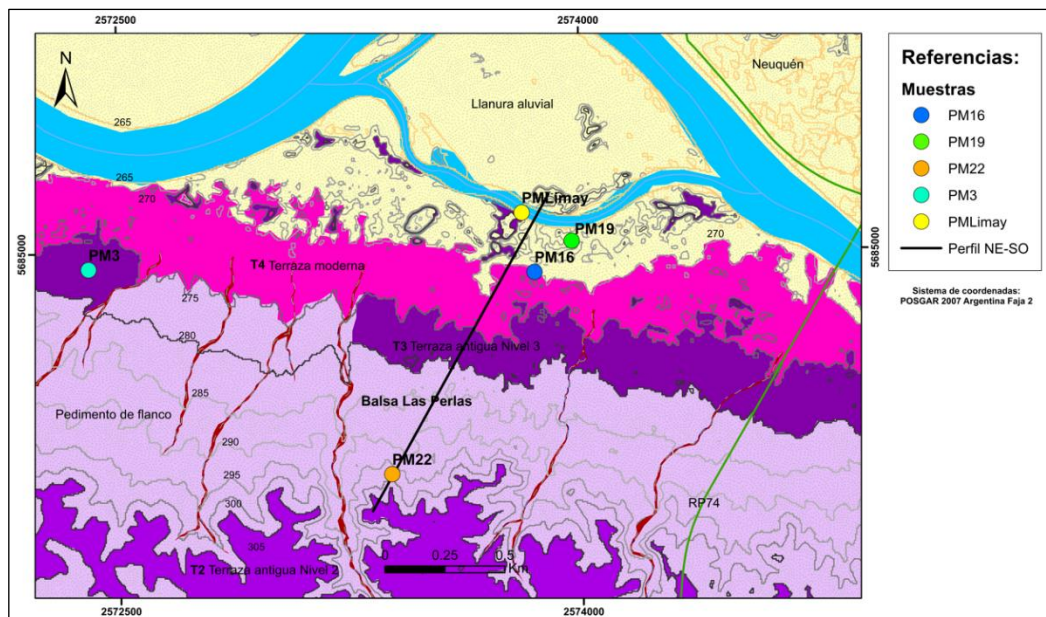 2572500
2574000
N
Neuquén
Llanura aluvial
265
265
270
PMLimay
PM19
270
5685000
5685000
PM3
PM16
T4 Terraza moderna
275
280
T3 Terraza antigua Nivel 3
285
Balsa Las Perlas
Pedimento de flanco
290
PM22
295
300
RP74
305
T2 Terraza antigua Nivel 2
0 0.25 0.5
Km
2572500
2574000
Referencias:
Muestras
PM16
PM19
PM22
PM3
PMLimay
Perfil NE-SO
Sistema de coordenadas:
POSGAR 2007 Argentina Faja 2